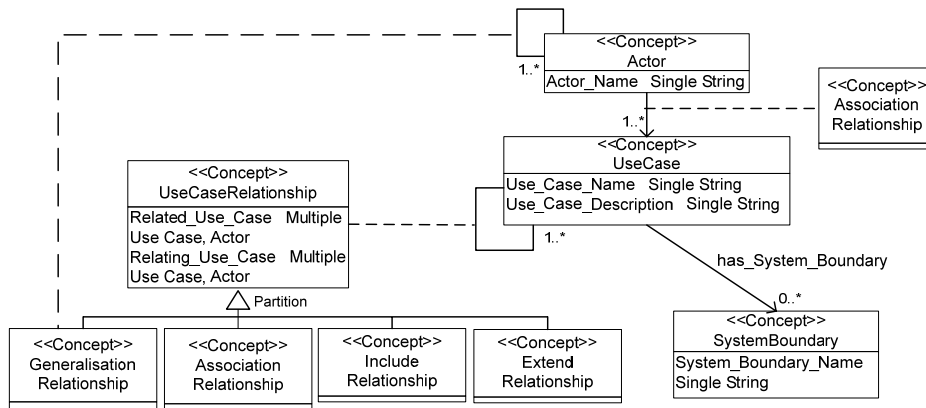 <<Concept>>
Actor
Actor_Name Single String
1..*
<<Concept>>
Association
Relationship
1..*
<<Concept>>
UseCase
Use_Case_Name Single String
Use_Case_Description Single String
1..*
<<Concept>>
UseCaseRelationship
Related_Use_Case Multiple
Use Case, Actor
Relating_Use_Case Multiple
Use Case, Actor
has_System_Boundary
0..*
Partition
<<Concept>>
Generalisation
Relationship
<<Concept>>
Association
Relationship
<<Concept>>
Include
Relationship
<<Concept>>
Extend
Relationship
<<Concept>>
SystemBoundary
System_Boundary_Name
Single String